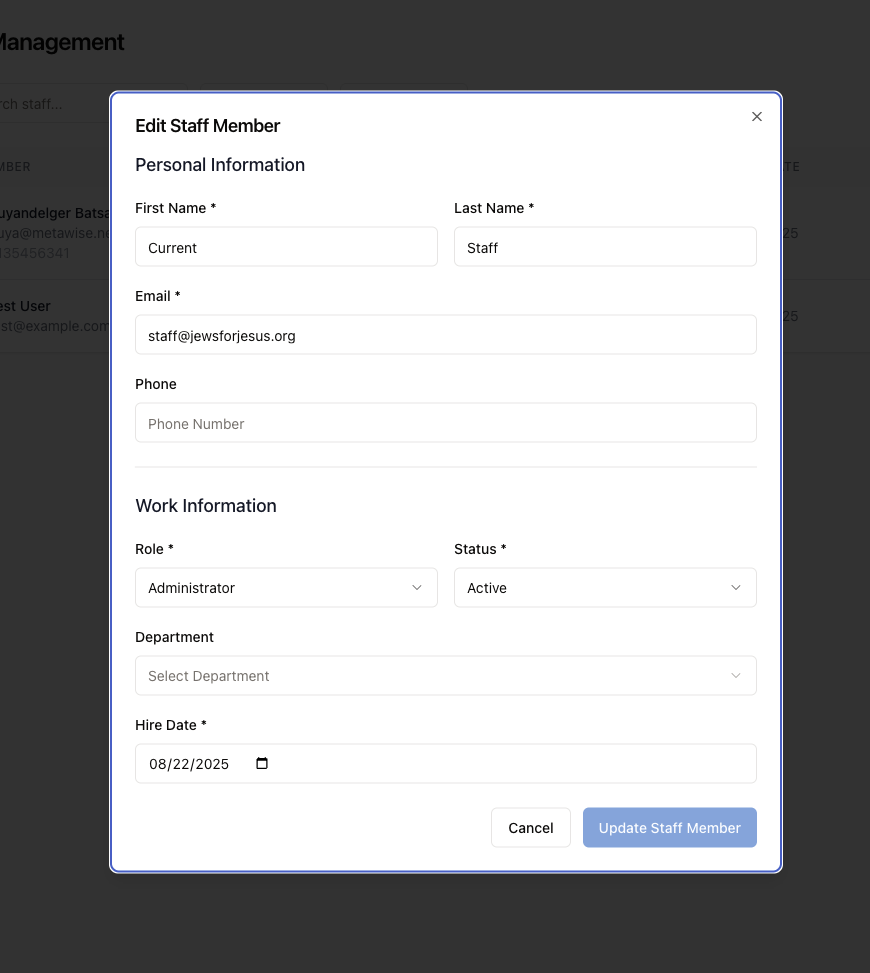 Management
rch staff...
MBER
TE
uyandelger Batsa
uya@metawise.ne
135456341
25
est User
st@example.com
25
Edit Staff Member
Personal Information
First Name * Last Name *
Current Staff
Email *
staff@jewsforjesus.org
Phone
Phone Number
Work Information
Role * Status *
Administrator Active
Department
Select Department
Hire Date *
08/22/2025
Cancel Update Staff Member